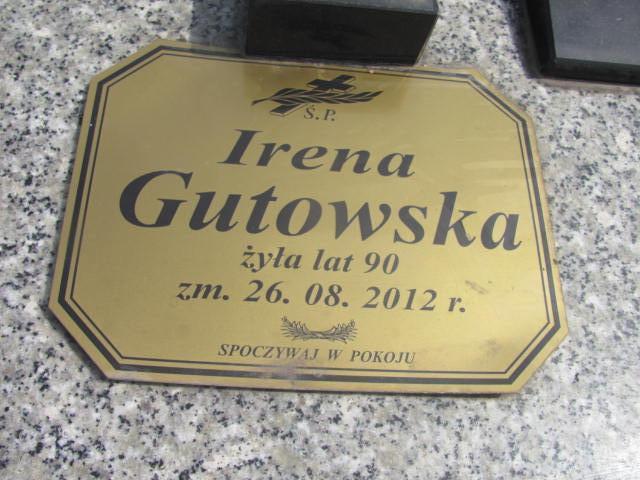 Ś.P.
Irena
Gutowska
żyła lat 90
zm. 26. 08. 2012 r.
SPOCZYWAJ W POKOJU